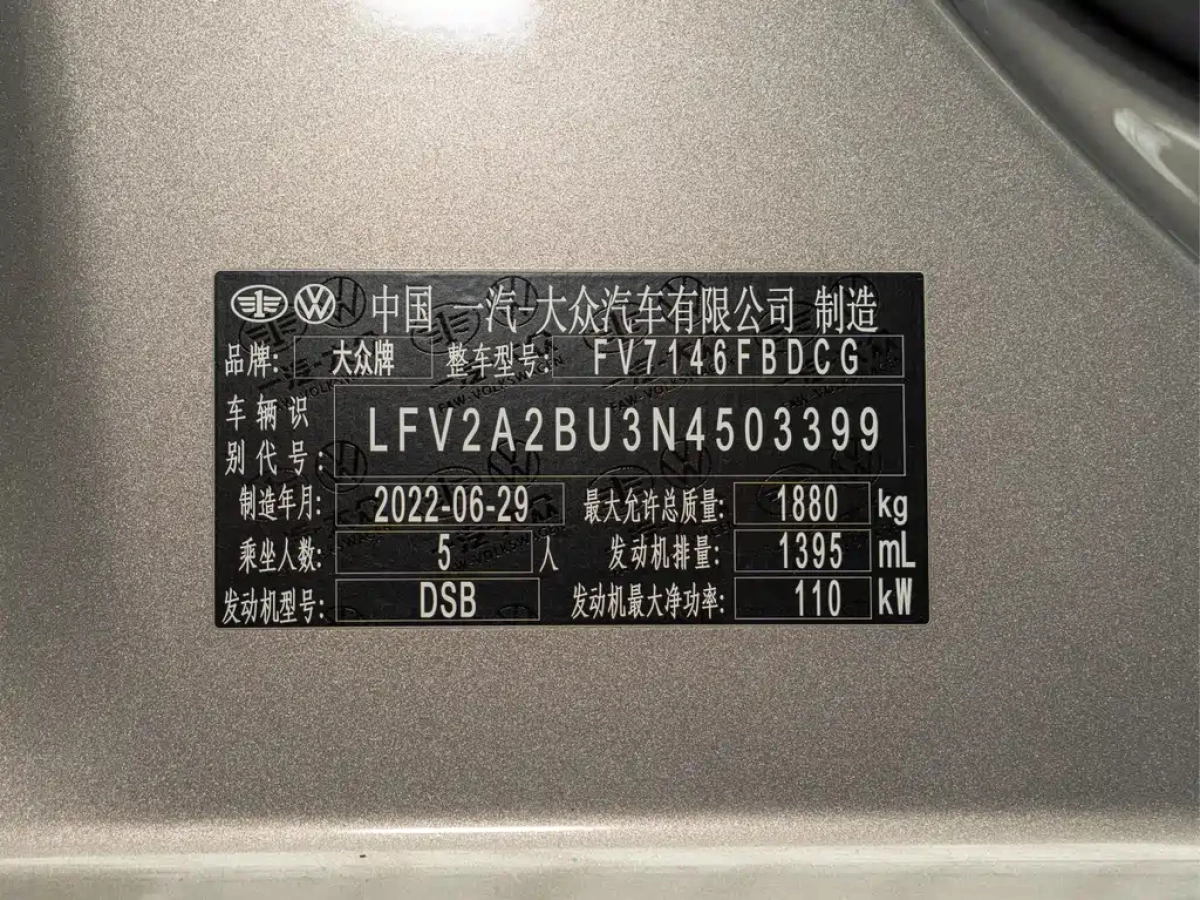 中国 一汽-大众汽车有限公司 制造
品牌: 大众牌 整车型号: FV7146FBDCG
车辆识
别代号: LFV2A2BU3N4503399
制造年月: 2022-06-29 最大允许总质量: 1880 kg
乘坐人数: 5 人 发动机排量: 1395 mL
发动机型号: DSB 发动机最大净功率: 110 kW